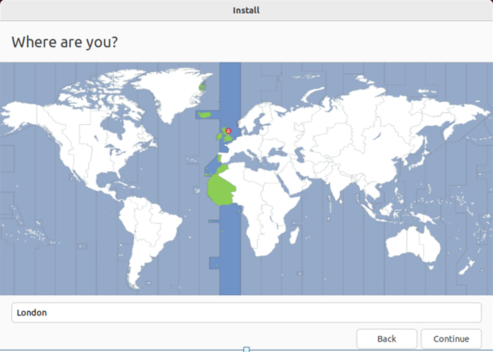 Install
Where are you?
London
Back
Continue